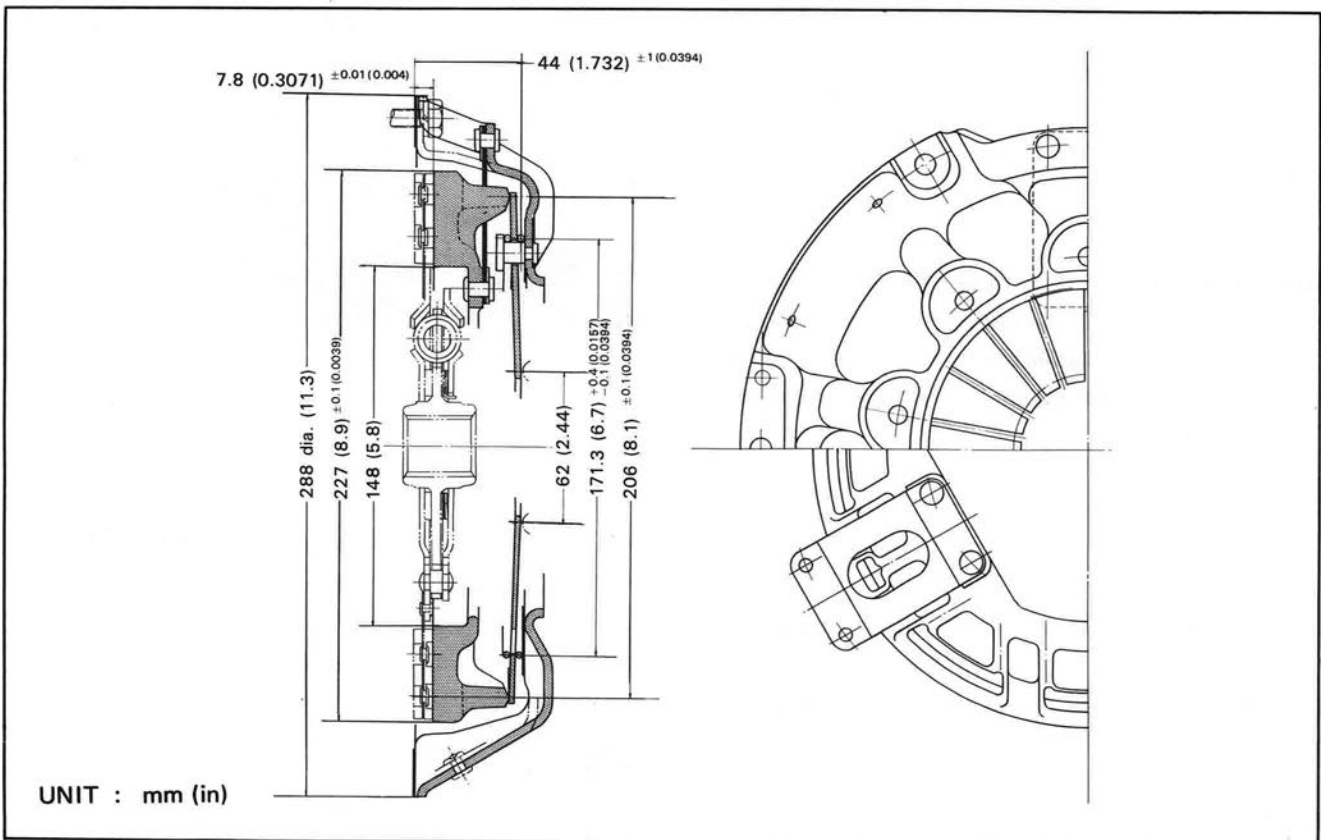 44 (1.732) ±1(0.0394)
7.8 (0.3071) ±0.01(0.004)
288 dia. (11.3)
227 (8.9) ±0.1(0.0039)
148 (5.8)
62 (2.44)
171.3 (6.7) +0.4 (0.0157) −0.1 (0.0394)
206 (8.1) ±0.1(0.0394)
UNIT : mm (in)